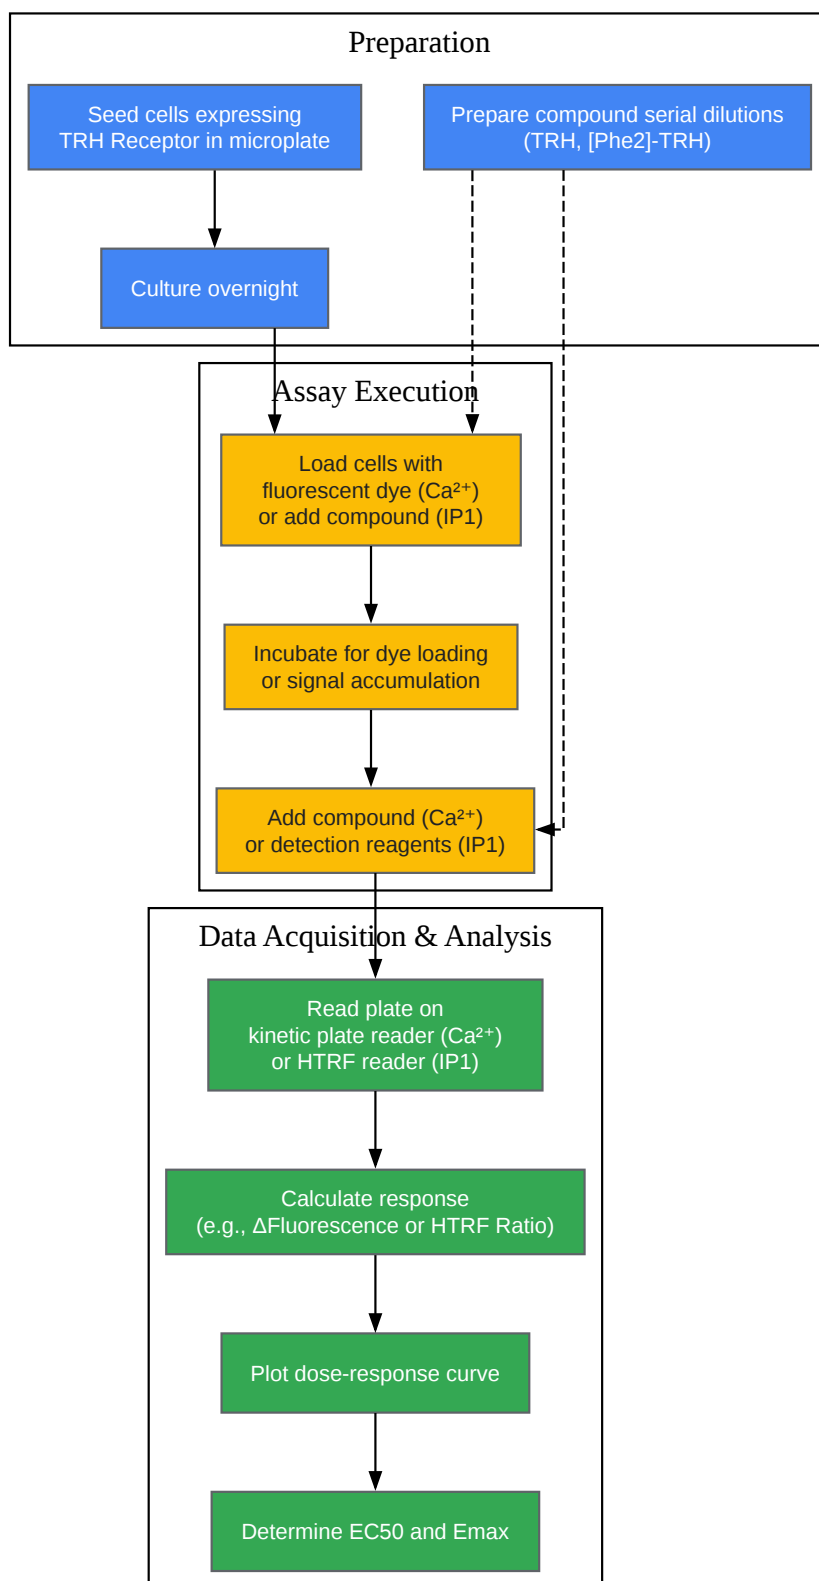 Preparation
Seed cells expressing
TRH Receptor in microplate
Prepare compound serial dilutions
(TRH, [Phe2]-TRH)
Culture overnight
Assay Execution
Load cells with
fluorescent dye (Ca²⁺)
or add compound (IP1)
Incubate for dye loading
or signal accumulation
Add compound (Ca²⁺)
or detection reagents (IP1)
Data Acquisition & Analysis
Read plate on
kinetic plate reader (Ca²⁺)
or HTRF reader (IP1)
Calculate response
(e.g., ΔFluorescence or HTRF Ratio)
Plot dose-response curve
Determine EC50 and Emax